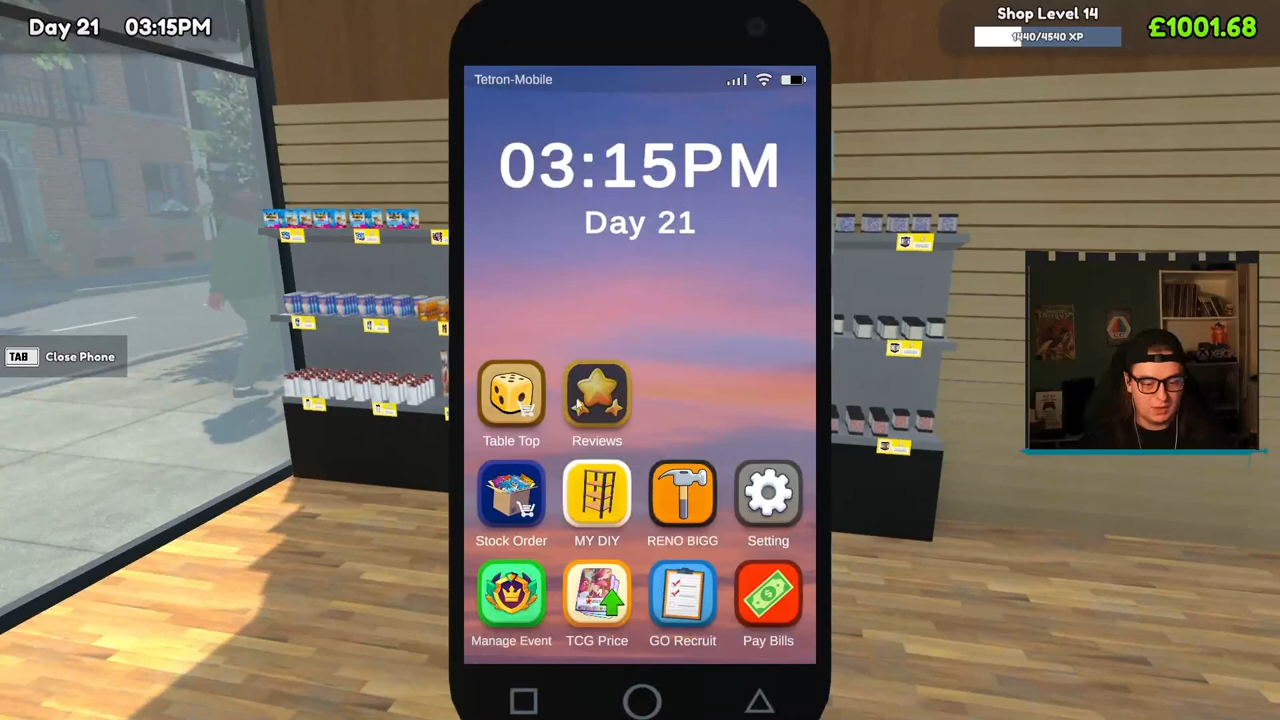 Day 21 03:15PM
Shop Level 14
1440/4540 XP
£1001.68
Tetron-Mobile
03:15PM
Day 21
TAB Close Phone
Table Top
Reviews
Stock Order
MY DIY
RENO BIGG
Setting
Manage Event
TCG Price
GO Recruit
Pay Bills